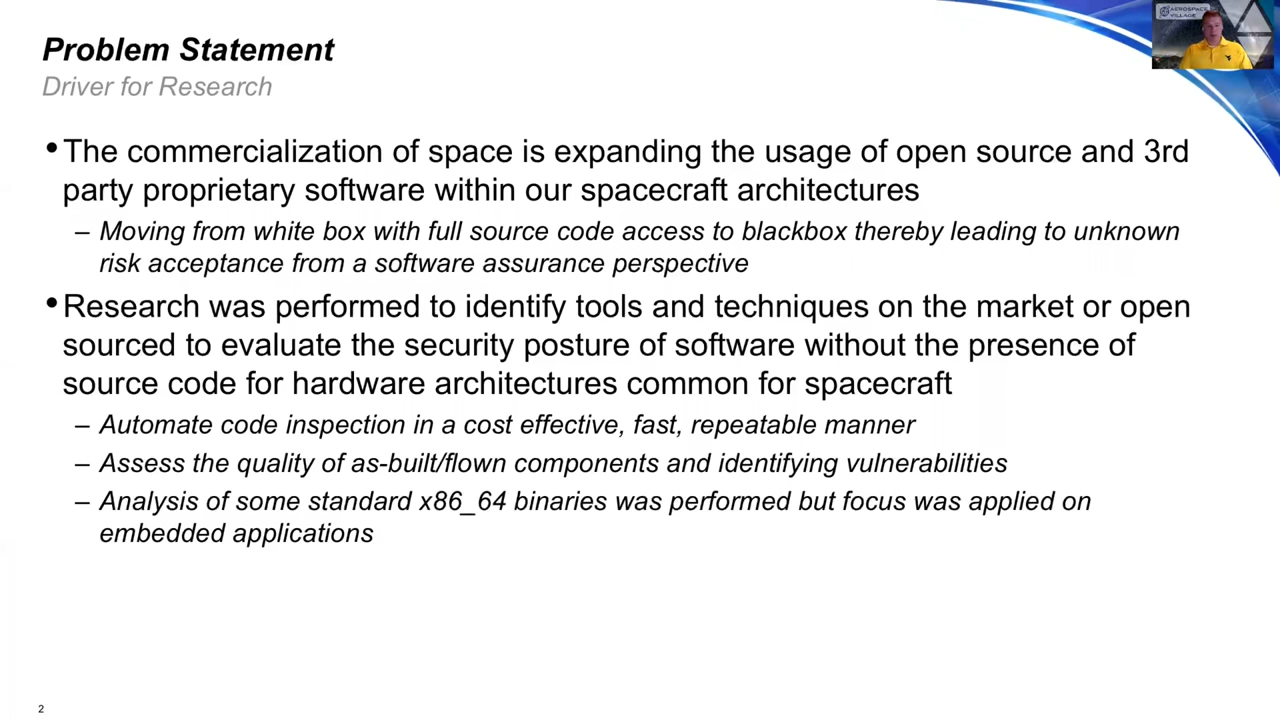 Problem Statement
Driver for Research
AEROSPACE
VILLAGE
• The commercialization of space is expanding the usage of open source and 3rd
party proprietary software within our spacecraft architectures
– Moving from white box with full source code access to blackbox thereby leading to unknown
risk acceptance from a software assurance perspective
• Research was performed to identify tools and techniques on the market or open
sourced to evaluate the security posture of software without the presence of
source code for hardware architectures common for spacecraft
– Automate code inspection in a cost effective, fast, repeatable manner
– Assess the quality of as-built/flown components and identifying vulnerabilities
– Analysis of some standard x86_64 binaries was performed but focus was applied on
embedded applications
2